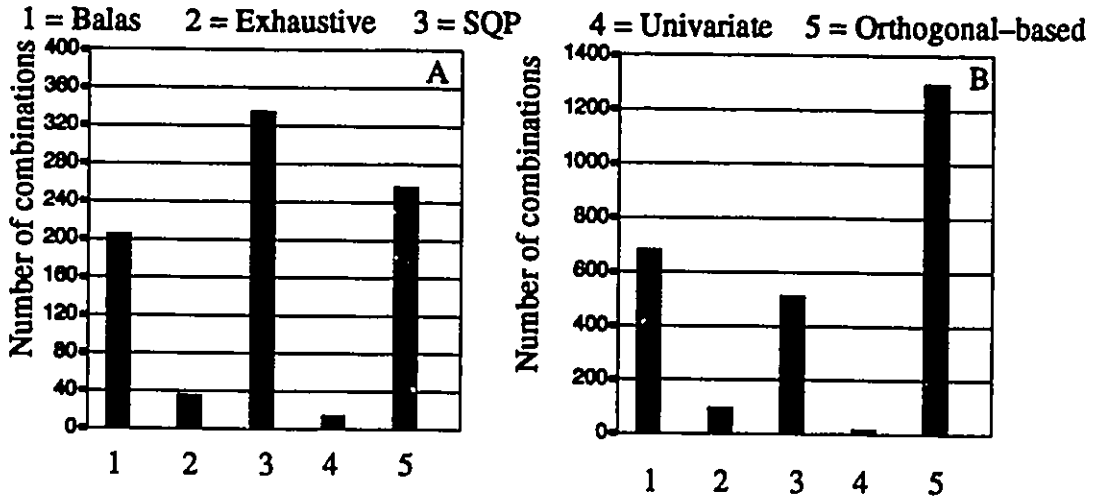 1 = Balas 2 = Exhaustive 3 = SQP 4 = Univariate 5 = Orthogonal–based
A
Number of combinations
400
360
320
280
240
200
160
120
80
40
0
1 2 3 4 5
B
Number of combinations
1400
1200
1000
800
600
400
200
0
1 2 3 4 5